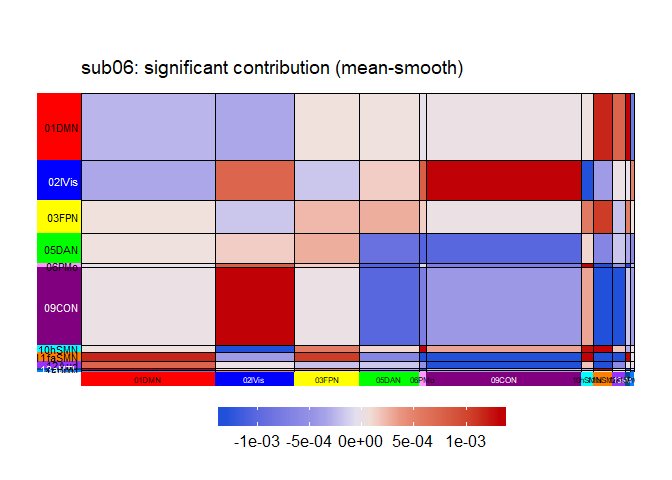 sub06: significant contribution (mean-smooth)
01DMN
02lVis
03FPN
05DAN
06PMo
09CON
10hSMN
11faSMN
01DMN
02lVis
03FPN
05DAN
06PMo
09CON
-1e-03 -5e-04 0e+00 5e-04 1e-03